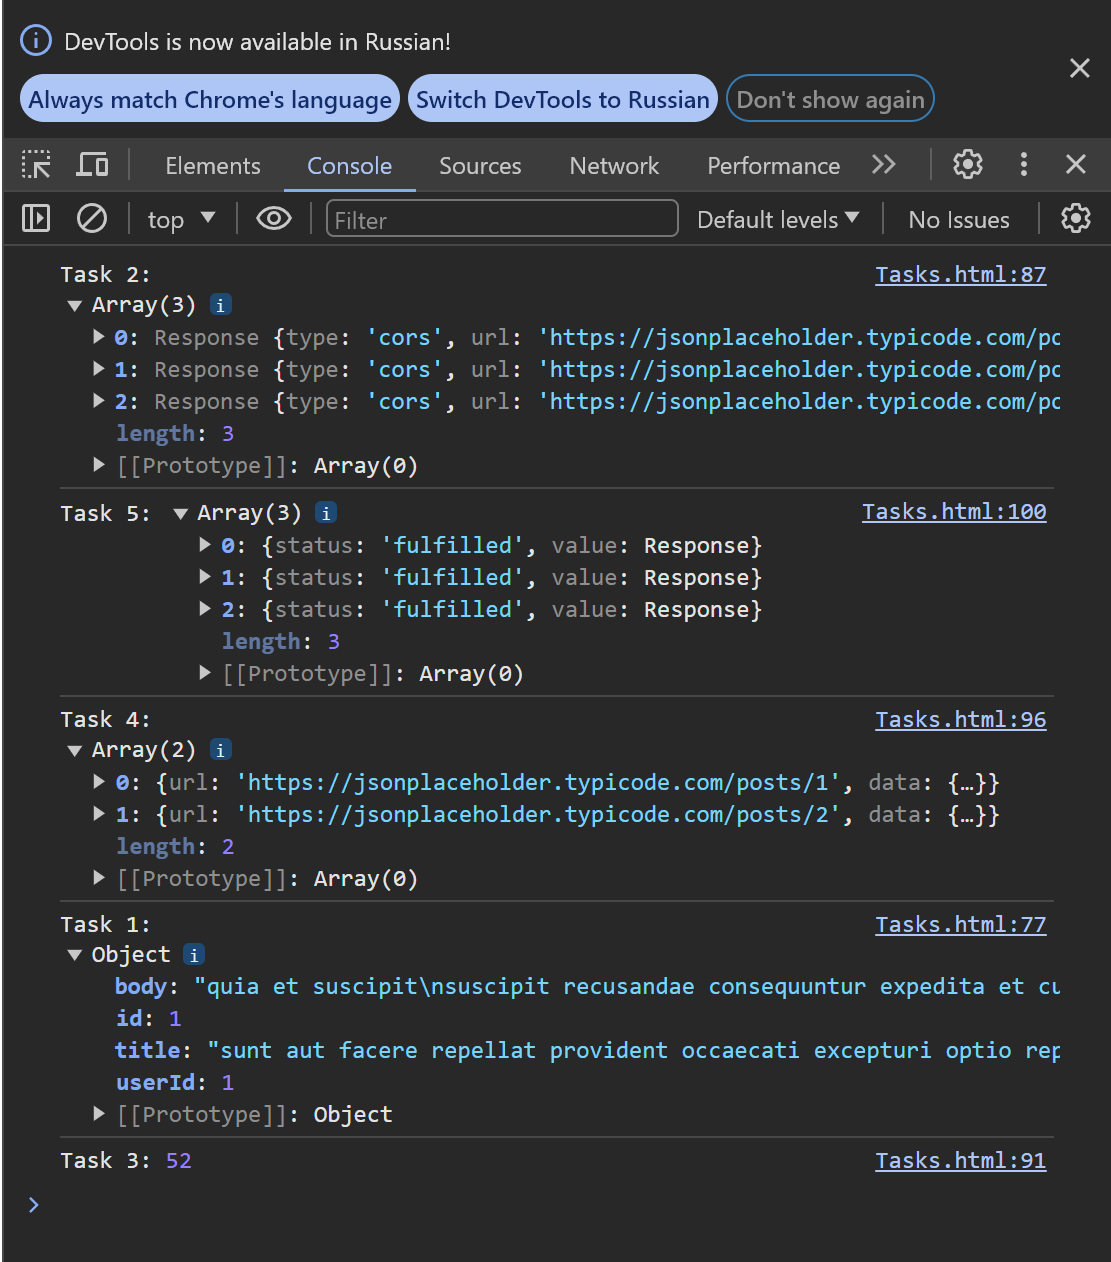 DevTools is now available in Russian!
Always match Chrome's language Switch DevTools to Russian Don't show again
Elements Console Sources Network Performance
top Filter Default levels No Issues
Task 2: Tasks.html:87
Array(3) i
0: Response {type: 'cors', url: 'https://jsonplaceholder.typicode.com/po
1: Response {type: 'cors', url: 'https://jsonplaceholder.typicode.com/po
2: Response {type: 'cors', url: 'https://jsonplaceholder.typicode.com/po
length: 3
[[Prototype]]: Array(0)
Task 5: Array(3) i Tasks.html:100
0: {status: 'fulfilled', value: Response}
1: {status: 'fulfilled', value: Response}
2: {status: 'fulfilled', value: Response}
length: 3
[[Prototype]]: Array(0)
Task 4: Tasks.html:96
Array(2) i
0: {url: 'https://jsonplaceholder.typicode.com/posts/1', data: {…}}
1: {url: 'https://jsonplaceholder.typicode.com/posts/2', data: {…}}
length: 2
[[Prototype]]: Array(0)
Task 1: Tasks.html:77
Object i
body: "quia et suscipit\nsuscipit recusandae consequuntur expedita et cu
id: 1
title: "sunt aut facere repellat provident occaecati excepturi optio rep
userId: 1
[[Prototype]]: Object
Task 3: 52 Tasks.html:91